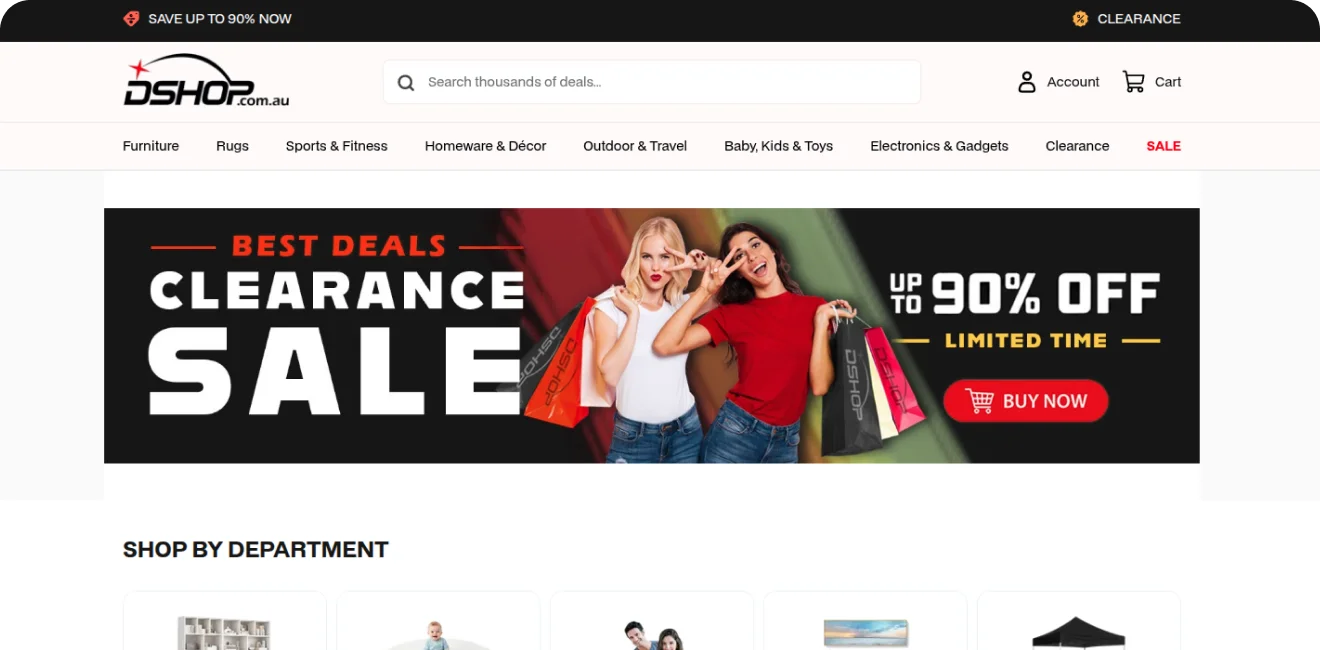 SAVE UP TO 90% NOW
CLEARANCE
DSHOP.com.au
Search thousands of deals...
Account
Cart
Furniture
Rugs
Sports & Fitness
Homeware & Décor
Outdoor & Travel
Baby, Kids & Toys
Electronics & Gadgets
Clearance
SALE
BEST DEALS
CLEARANCE
SALE
DSHOP
DSHOP
DSHOP
UP TO 90% OFF
LIMITED TIME
BUY NOW
SHOP BY DEPARTMENT